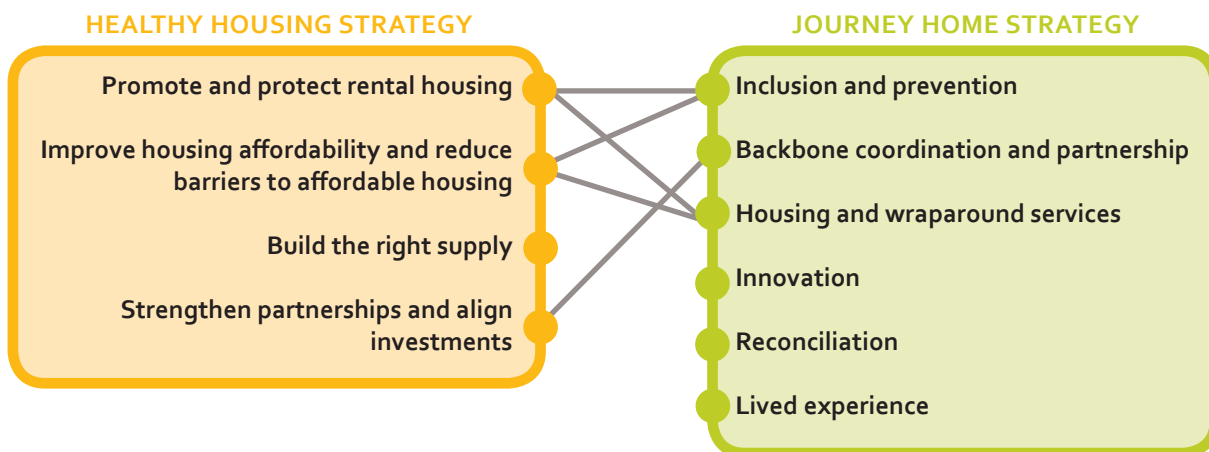 HEALTHY HOUSING STRATEGY
Promote and protect rental housing
Improve housing affordability and reduce
barriers to affordable housing
Build the right supply
Strengthen partnerships and align
investments
JOURNEY HOME STRATEGY
Inclusion and prevention
Backbone coordination and partnership
Housing and wraparound services
Innovation
Reconciliation
Lived experience